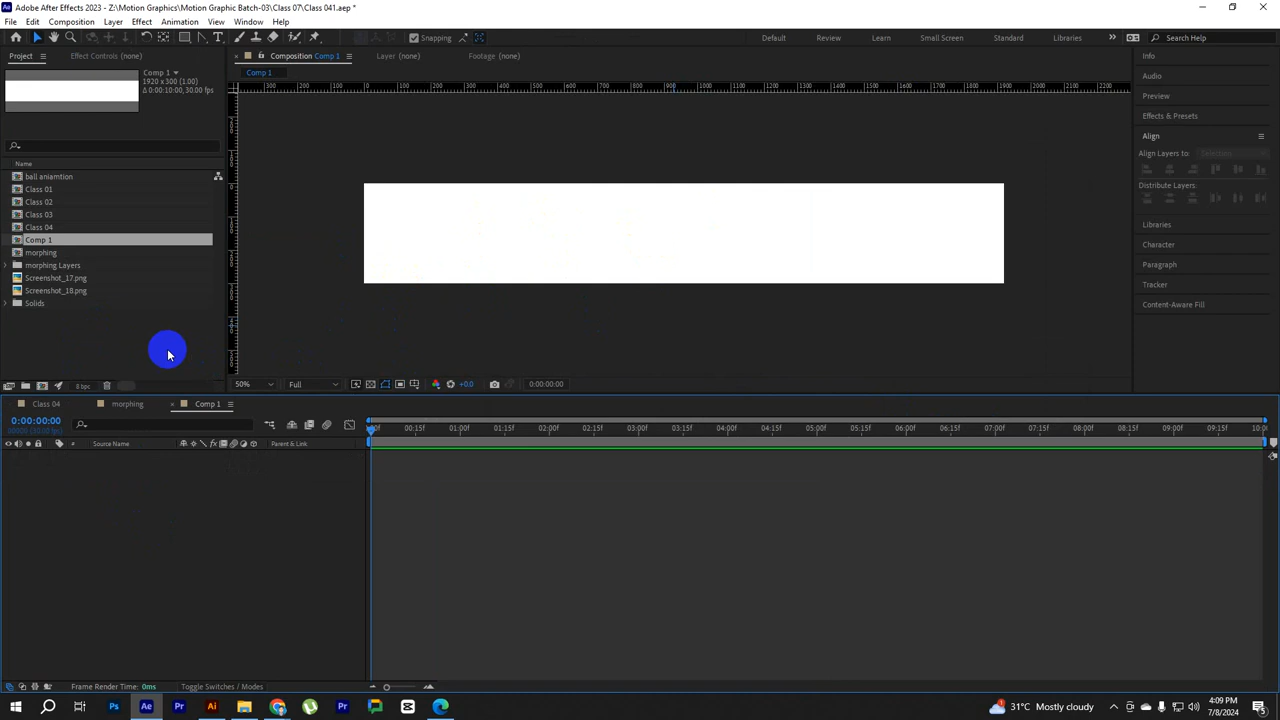 Adobe After Effects 2023 - Z:\Motion Graphics\Motion Graphic Batch-03\Class 07\Class 041.aep *
File Edit Composition Layer Effect Animation View Window Help
Snapping
Default Review Learn Small Screen Standard Libraries Search Help
Project Effect Controls (none)
Composition Comp 1 Layer (none) Footage (none)
Info
Comp 1
1920 x 300 (1.00)
Δ 0:00:10:00, 30.00 fps
Comp 1
Audio
Preview
Effects & Presets
Align
Align Layers to:
Distribute Layers:
Libraries
Character
Paragraph
Tracker
Content-Aware Fill
Name
ball aniamtion
Class 01
Class 02
Class 03
Class 04
Comp 1
morphing
morphing Layers
Screenshot_17.png
Screenshot_18.png
Solids
8 bpc
50% Full +0.0 0:00:00:00
Class 04 morphing Comp 1
0:00:00:00
00:15f 01:00f 01:15f 02:00f 02:15f 03:00f 03:15f 04:00f 04:15f 05:00f 05:15f 06:00f 06:15f 07:00f 07:15f 08:00f 08:15f 09:00f 09:15f
# Source Name Parent & Link
Frame Render Time: 0ms Toggle Switches / Modes
31°C Mostly cloudy
4:09 PM
7/8/2024